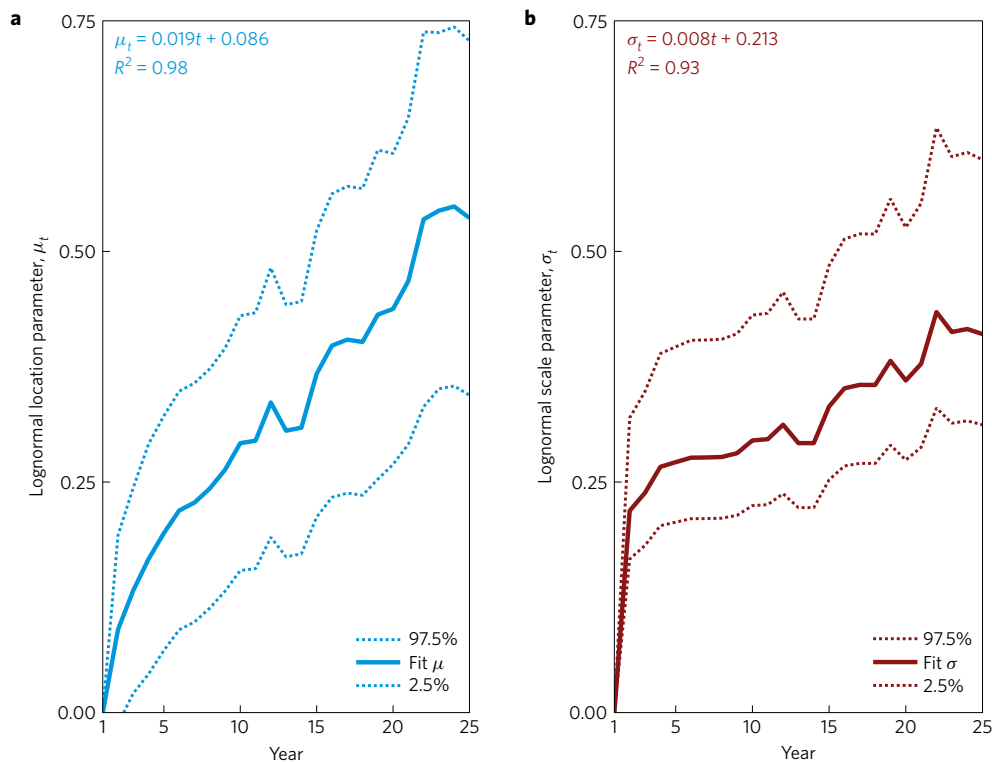 a
μt = 0.019t + 0.086
R² = 0.98
0.75
0.50
0.25
0.00
Lognormal location parameter, μt
97.5%
Fit μ
2.5%
1 5 10 15 20 25
Year
b
σt = 0.008t + 0.213
R² = 0.93
0.75
0.50
0.25
0.00
Lognormal scale parameter, σt
97.5%
Fit σ
2.5%
1 5 10 15 20 25
Year